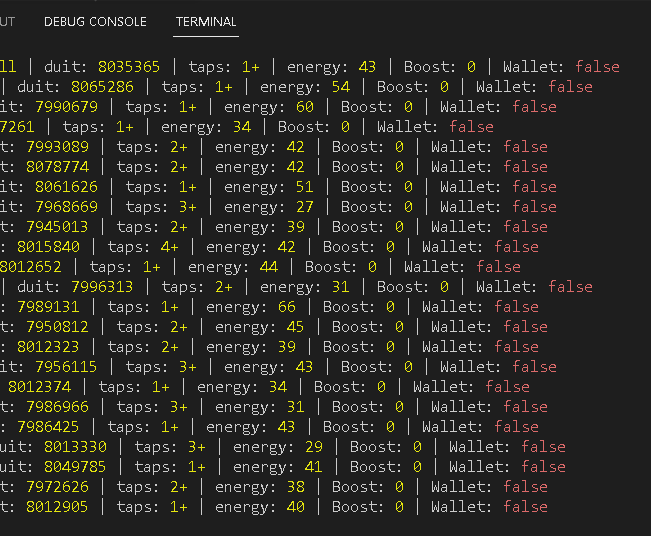 UT DEBUG CONSOLE TERMINAL
ll | duit: 8035365 | taps: 1+ | energy: 43 | Boost: 0 | Wallet: false
| duit: 8065286 | taps: 1+ | energy: 54 | Boost: 0 | Wallet: false
it: 7990679 | taps: 1+ | energy: 60 | Boost: 0 | Wallet: false
7261 | taps: 1+ | energy: 34 | Boost: 0 | Wallet: false
t: 7993089 | taps: 2+ | energy: 42 | Boost: 0 | Wallet: false
t: 8078774 | taps: 2+ | energy: 42 | Boost: 0 | Wallet: false
it: 8061626 | taps: 1+ | energy: 51 | Boost: 0 | Wallet: false
it: 7968669 | taps: 3+ | energy: 27 | Boost: 0 | Wallet: false
t: 7945013 | taps: 2+ | energy: 39 | Boost: 0 | Wallet: false
: 8015840 | taps: 4+ | energy: 42 | Boost: 0 | Wallet: false
8012652 | taps: 1+ | energy: 44 | Boost: 0 | Wallet: false
| duit: 7996313 | taps: 2+ | energy: 31 | Boost: 0 | Wallet: false
: 7989131 | taps: 1+ | energy: 66 | Boost: 0 | Wallet: false
t: 7950812 | taps: 2+ | energy: 45 | Boost: 0 | Wallet: false
: 8012323 | taps: 2+ | energy: 39 | Boost: 0 | Wallet: false
it: 7956115 | taps: 3+ | energy: 43 | Boost: 0 | Wallet: false
: 8012374 | taps: 1+ | energy: 34 | Boost: 0 | Wallet: false
t: 7986966 | taps: 3+ | energy: 31 | Boost: 0 | Wallet: false
: 7986425 | taps: 1+ | energy: 43 | Boost: 0 | Wallet: false
uit: 8013330 | taps: 3+ | energy: 29 | Boost: 0 | Wallet: false
uit: 8049785 | taps: 1+ | energy: 41 | Boost: 0 | Wallet: false
t: 7972626 | taps: 2+ | energy: 38 | Boost: 0 | Wallet: false
t: 8012905 | taps: 1+ | energy: 40 | Boost: 0 | Wallet: false